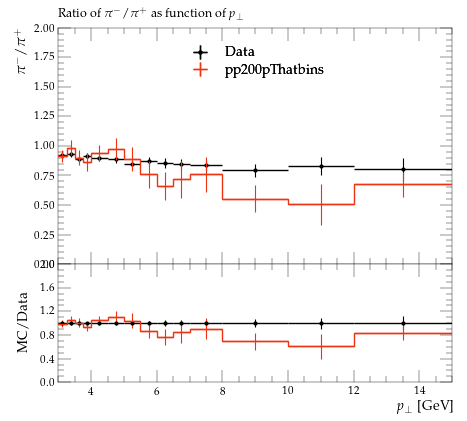 Ratio of π⁻/π⁺ as function of p⊥
π⁻/π⁺
2.00
1.75
1.50
1.25
1.00
0.75
0.50
0.25
Data
pp200pThatbins
MC/Data
1.6
1.2
0.8
0.4
0.0
4 6 8 10 12 14
p⊥ [GeV]